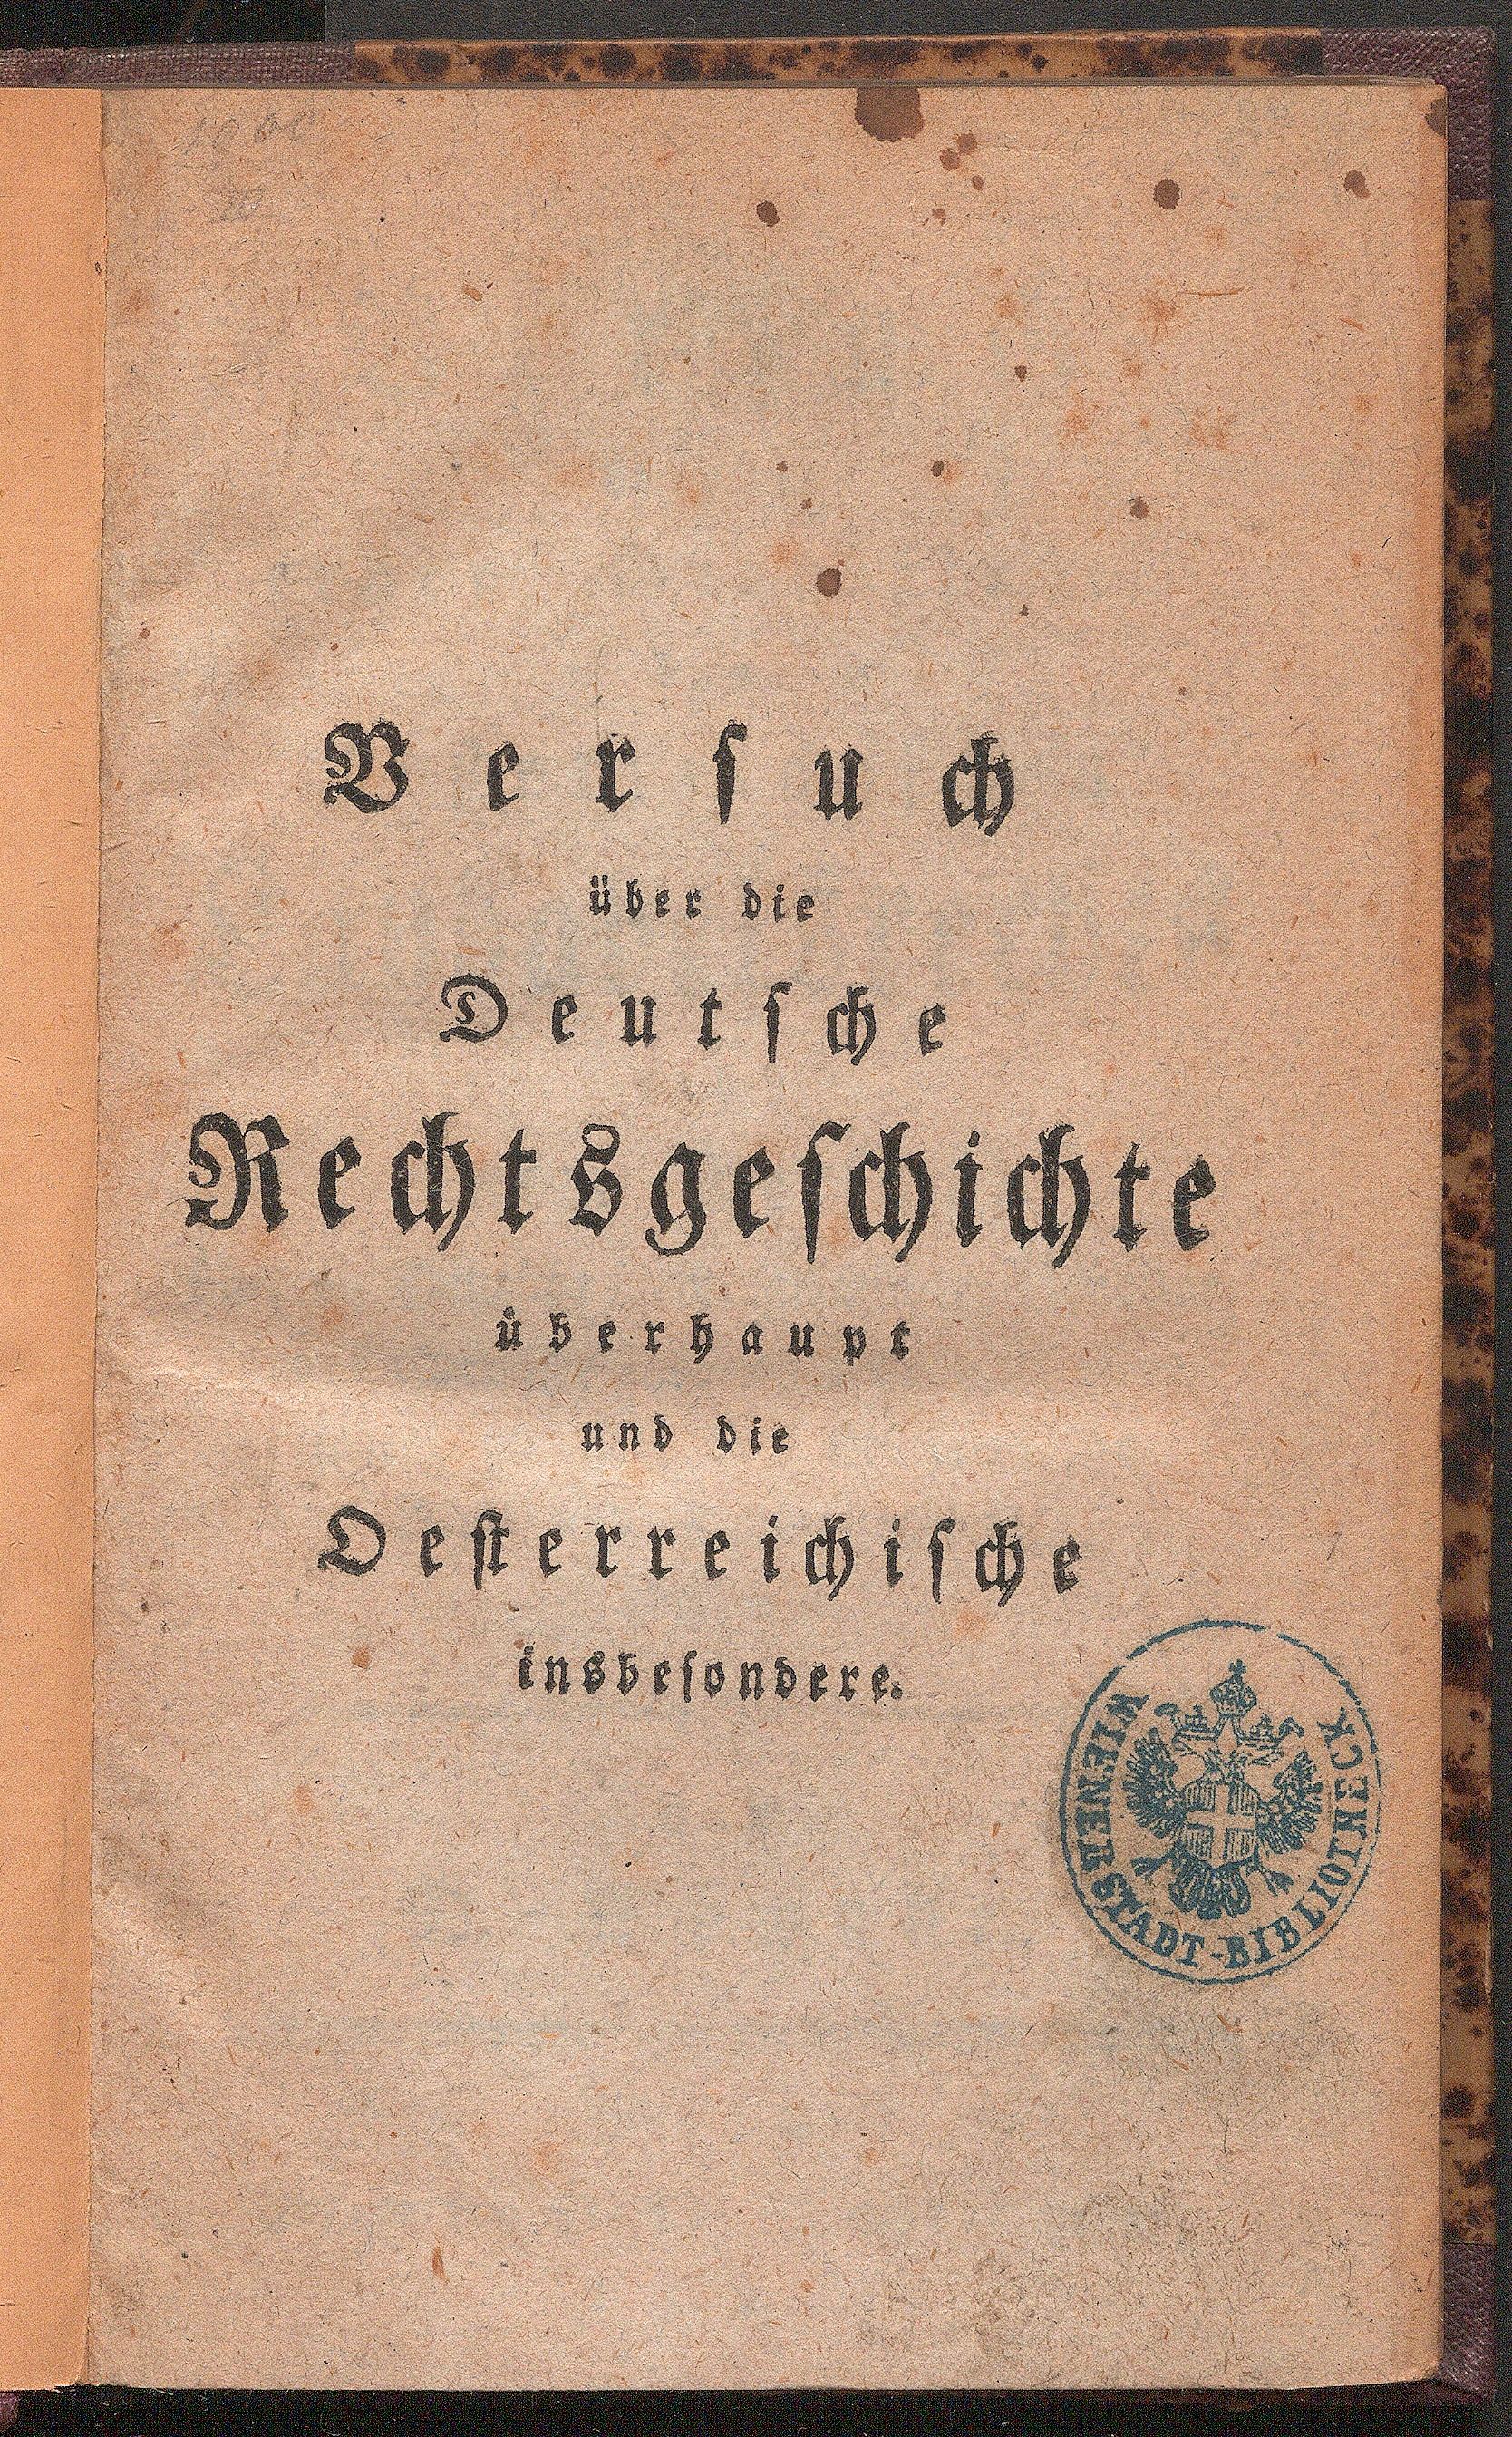 Verſuch
über die
Deutſche
Rechtsgeſchichte
überhaupt
und die
Oeſterreichiſche
insbeſondere.
WIENER STADT-BIBLIOTHECK